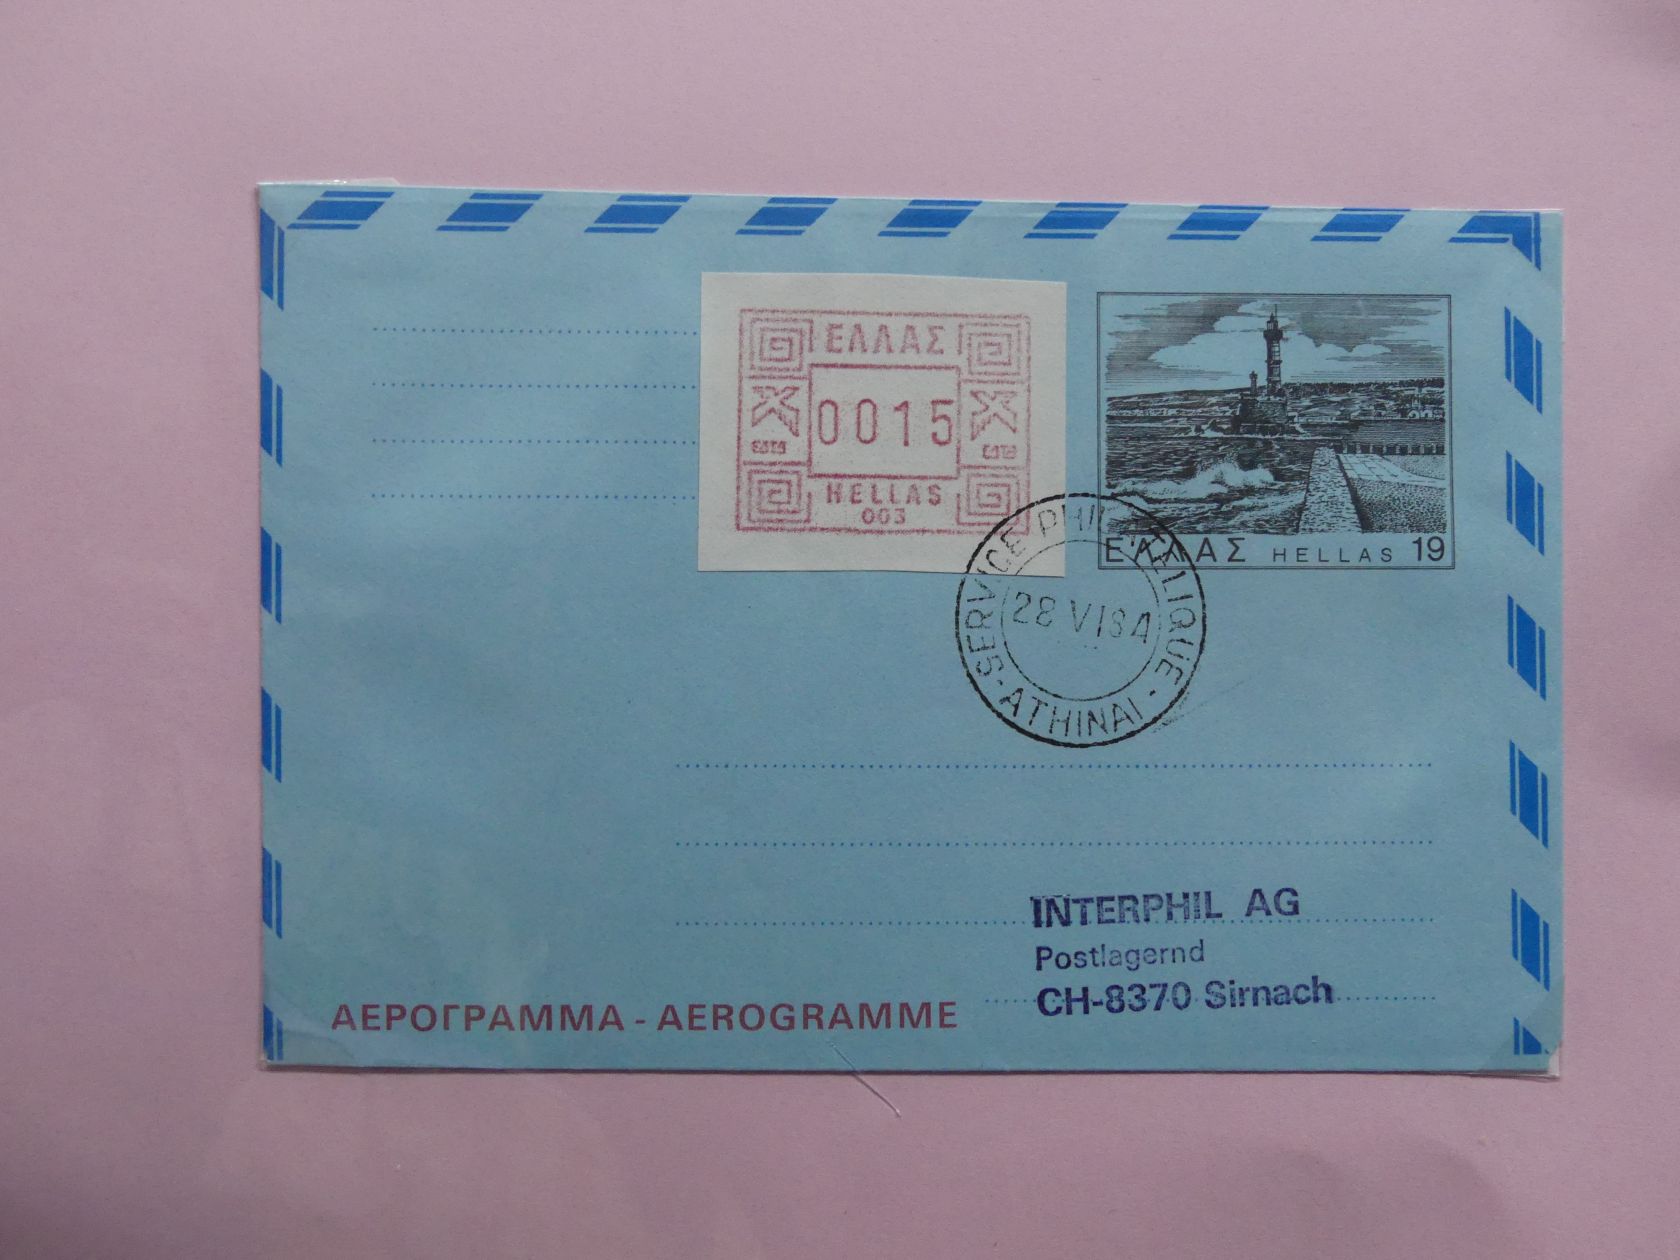 ΕΛΛΑΣ
0015
HELLAS
003
ΕΛΛΑΣ HELLAS 19
SERVICE PHILATELIQUE
28 VI 84
- ATHINAI -
INTERPHIL AG
Postlagernd
CH-8370 Sirnach
ΑΕΡΟΓΡΑΜΜΑ - AEROGRAMME